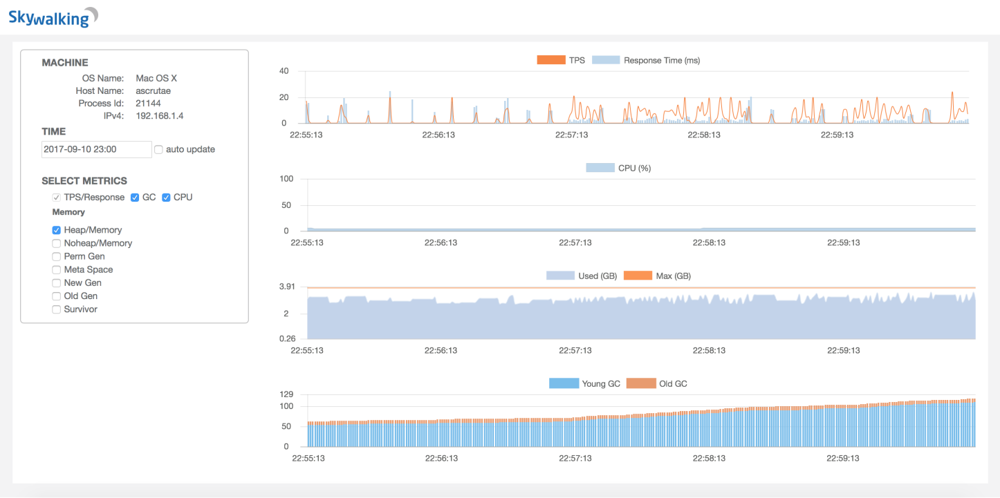 Skywalking
MACHINE
OS Name: Mac OS X
Host Name: ascrutae
Process Id: 21144
IPv4: 192.168.1.4
TIME
2017-09-10 23:00 auto update
SELECT METRICS
TPS/Response GC CPU
Memory
Heap/Memory
Noheap/Memory
Perm Gen
Meta Space
New Gen
Old Gen
Survivor
TPS Response Time (ms)
40
20
0
22:55:13 22:56:13 22:57:13 22:58:13 22:59:13
CPU (%)
100
50
0
22:55:13 22:56:13 22:57:13 22:58:13 22:59:13
Used (GB) Max (GB)
3.91
2
0.26
22:55:13 22:56:13 22:57:13 22:58:13 22:59:13
Young GC Old GC
129
100
50
0
22:55:13 22:56:13 22:57:13 22:58:13 22:59:13